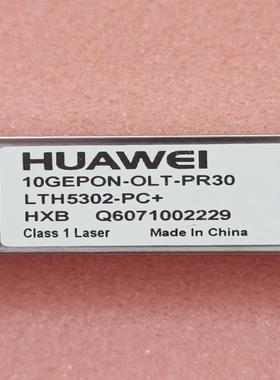 HUAWEI
10GEPON-OLT-PR30
LTH5302-PC+
HXB Q6071002229
Class 1 Laser Made in China